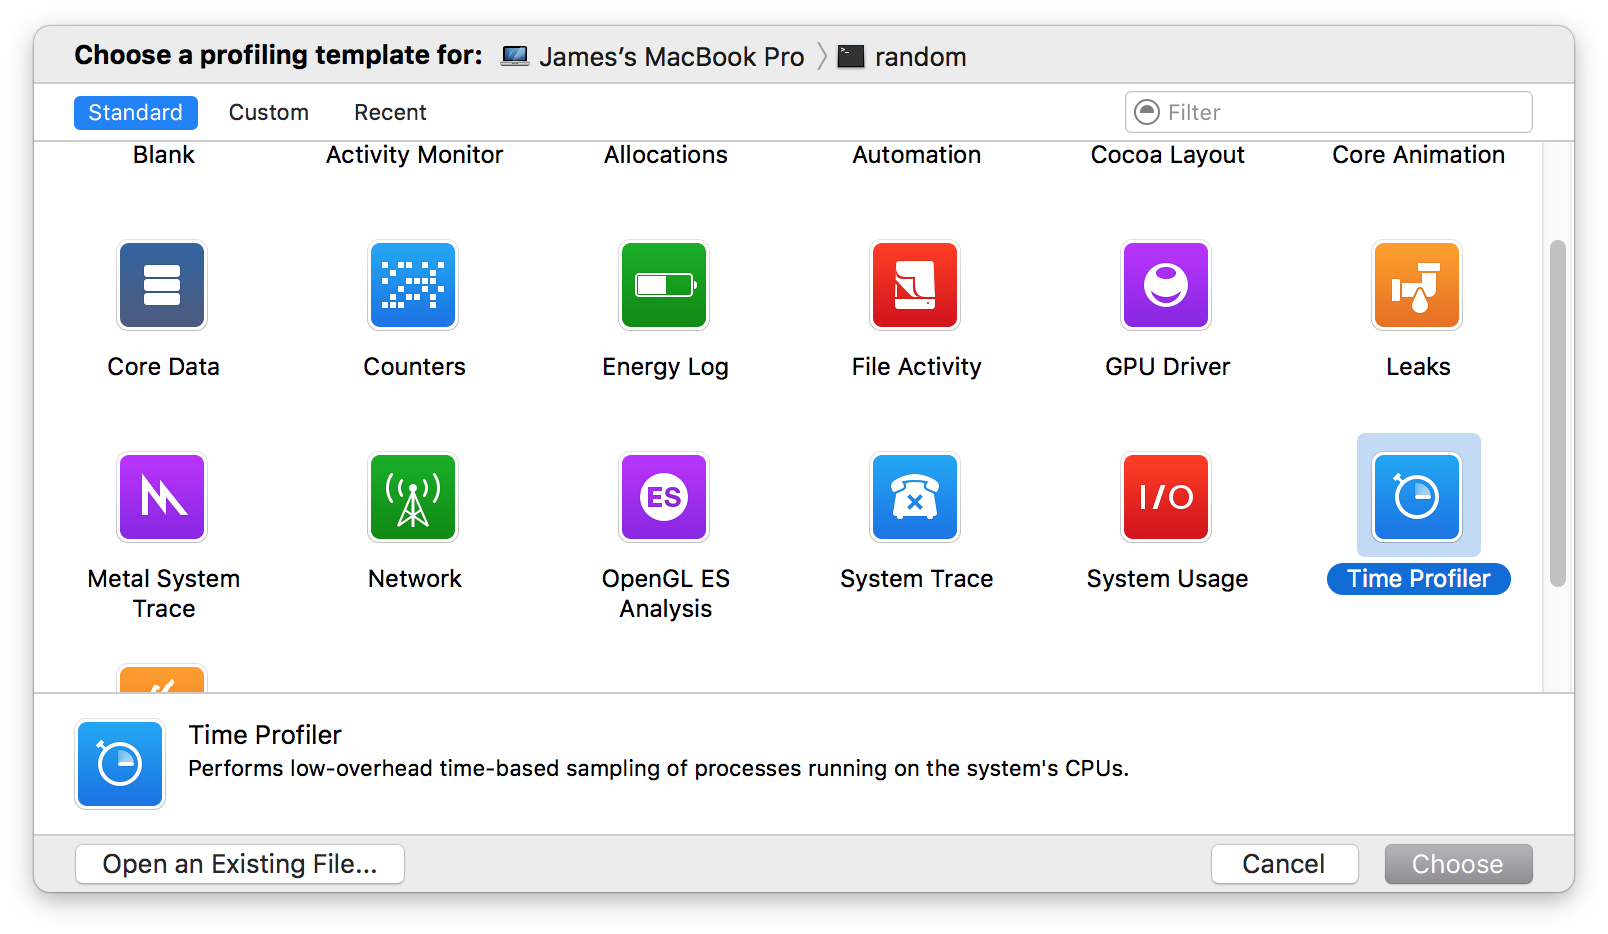 Choose a profiling template for: James’s MacBook Pro random
Standard Custom Recent Filter
Blank Activity Monitor Allocations Automation Cocoa Layout Core Animation
Core Data Counters Energy Log File Activity GPU Driver Leaks
ES I/O
Metal System Trace Network OpenGL ES Analysis System Trace System Usage Time Profiler
Time Profiler
Performs low-overhead time-based sampling of processes running on the system's CPUs.
Open an Existing File... Cancel Choose